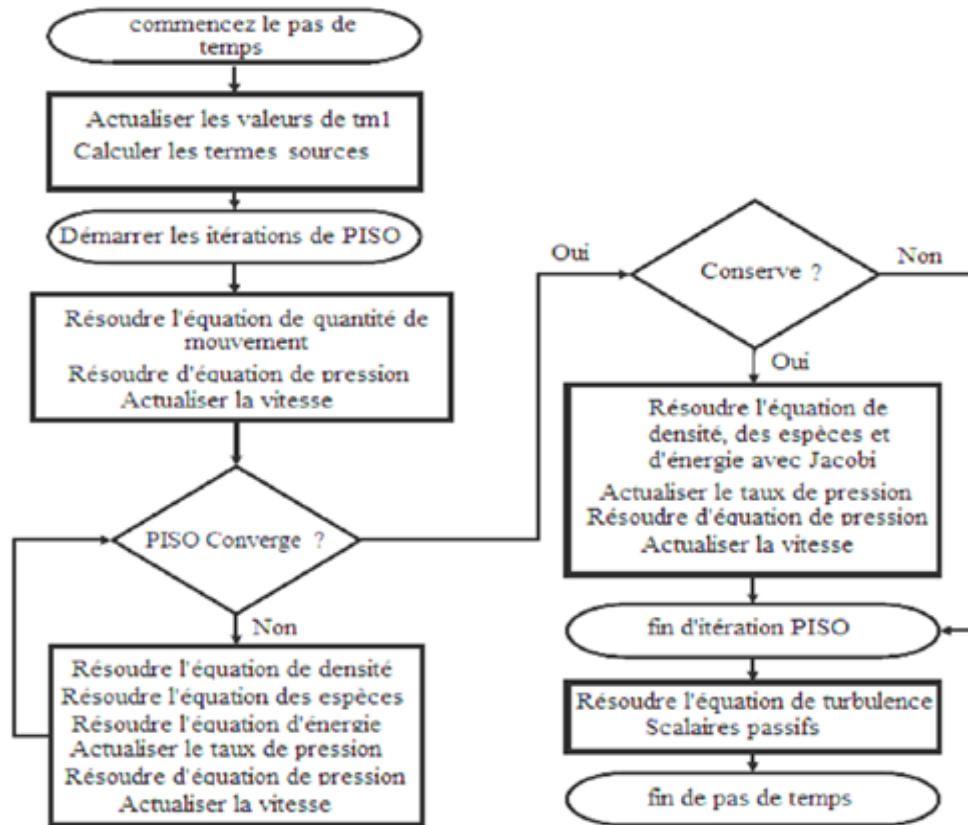 commencez le pas de
temps
Actualiser les valeurs de tm1
Calculer les termes sources
Démarrer les itérations de PISO
Résoudre l'équation de quantité de
mouvement
Résoudre d'équation de pression
Actualiser la vitesse
PISO Converge ?
Non
Résoudre l'équation de densité
Résoudre l'équation des espèces
Résoudre l'équation d'énergie
Actualiser le taux de pression
Résoudre d'équation de pression
Actualiser la vitesse
Oui
Conserve ?
Non
Oui
Résoudre l'équation de
densité, des espèces et
d'énergie avec Jacobi
Actualiser le taux de pression
Résoudre d'équation de pression
Actualiser la vitesse
fin d'itération PISO
Résoudre l'équation de turbulence
Scalaires passifs
fin de pas de temps